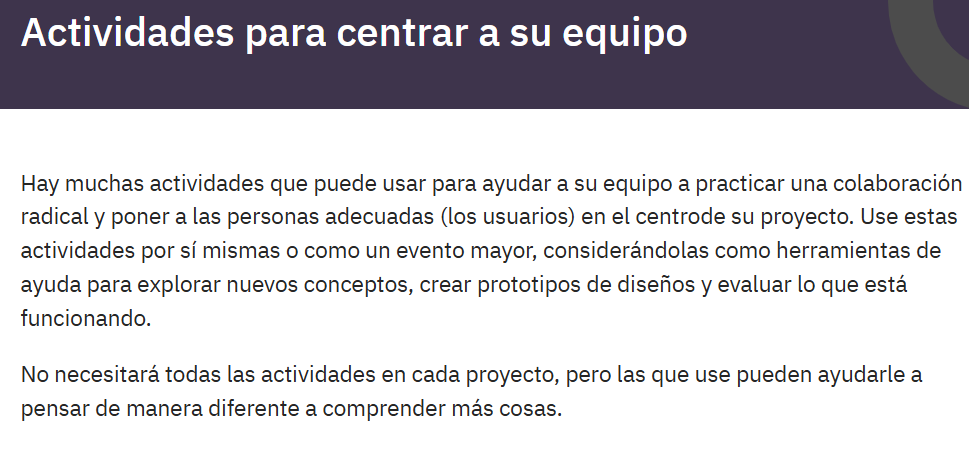 Actividades para centrar a su equipo
Hay muchas actividades que puede usar para ayudar a su equipo a practicar una colaboración
radical y poner a las personas adecuadas (los usuarios) en el centrode su proyecto. Use estas
actividades por sí mismas o como un evento mayor, considerándolas como herramientas de
ayuda para explorar nuevos conceptos, crear prototipos de diseños y evaluar lo que está
funcionando.
No necesitará todas las actividades en cada proyecto, pero las que use pueden ayudarle a
pensar de manera diferente a comprender más cosas.